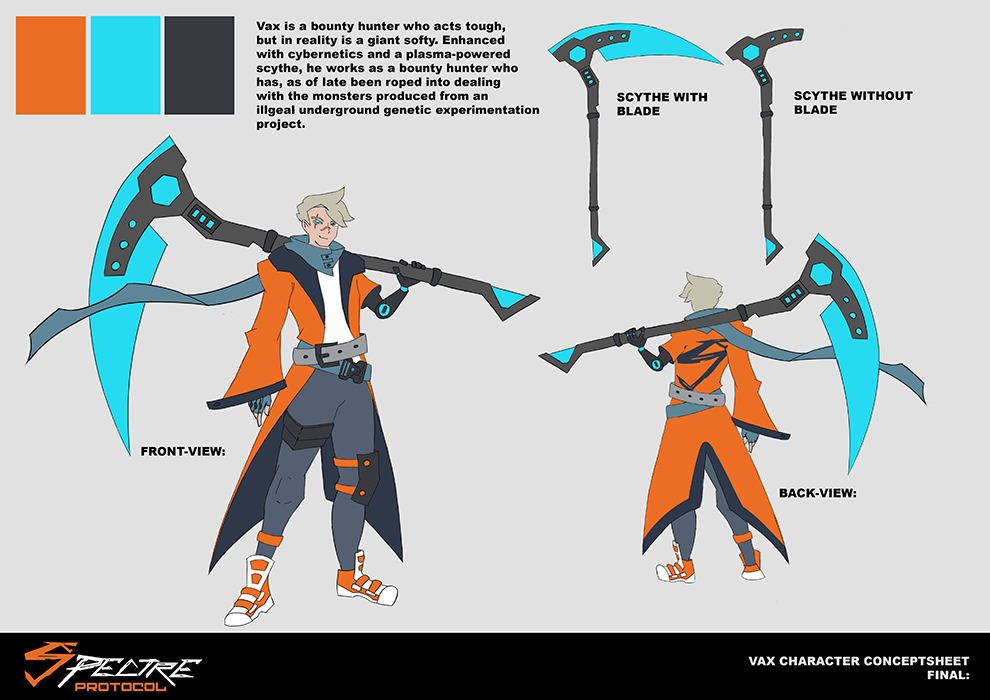 Vax is a bounty hunter who acts tough,
but in reality is a giant softy. Enhanced
with cybernetics and a plasma-powered
scythe, he works as a bounty hunter who
has, as of late been roped into dealing
with the monsters produced from an
illgeal underground genetic experimentation
project.
SCYTHE WITH
BLADE
SCYTHE WITHOUT
BLADE
FRONT-VIEW:
BACK-VIEW:
SPECTRE
PROTOCOL
VAX CHARACTER CONCEPTSHEET
FINAL: